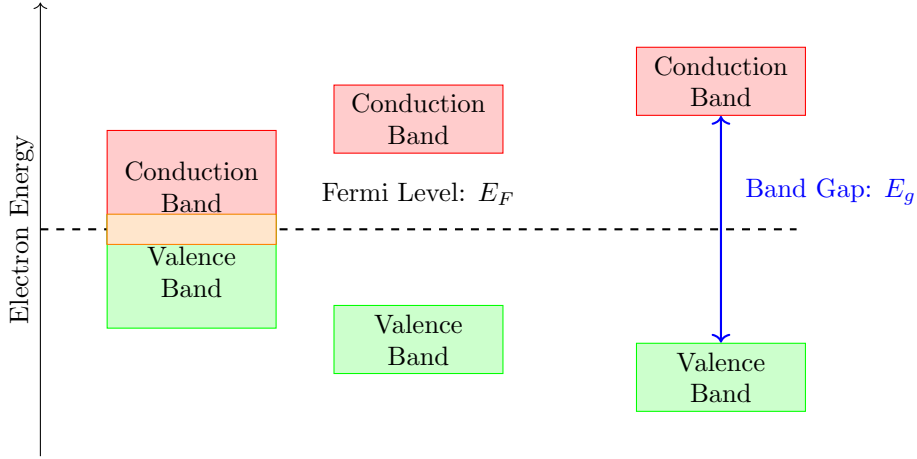 Electron Energy
Conduction
Band
Valence
Band
Conduction
Band
Fermi Level: E_F
Valence
Band
Conduction
Band
Band Gap: E_g
Valence
Band